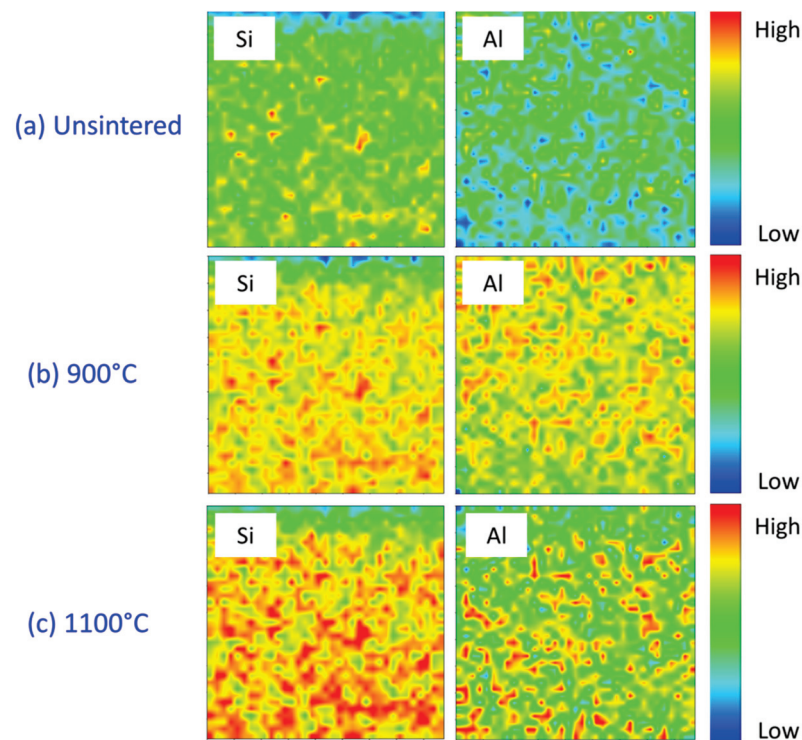 Si
Al
High
(a) Unsintered
Low
Si
Al
High
(b) 900°C
Low
Si
Al
High
(c) 1100°C
Low